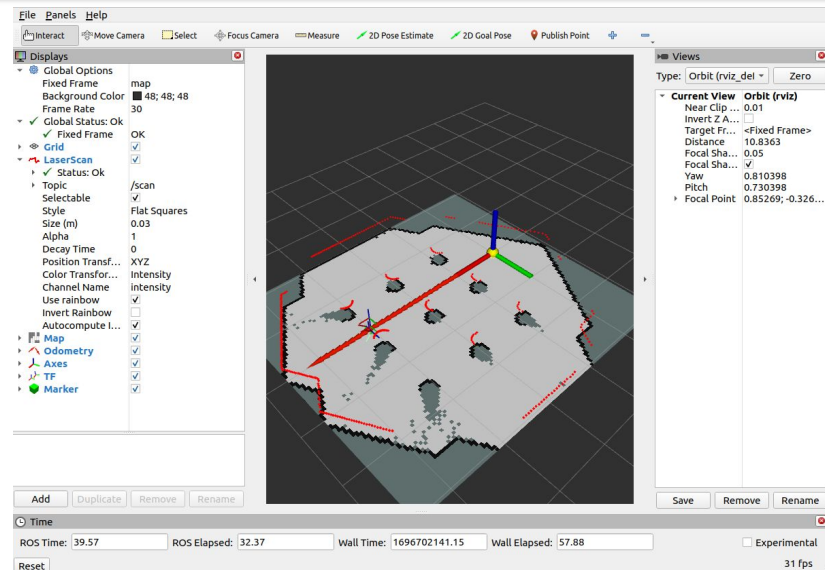 File Panels Help
Interact Move Camera Select Focus Camera Measure 2D Pose Estimate 2D Goal Pose Publish Point
Displays
Global Options
Fixed Frame map
Background Color 48; 48; 48
Frame Rate 30
Global Status: Ok
Fixed Frame OK
Grid
LaserScan
Status: Ok
Topic /scan
Selectable
Style Flat Squares
Size (m) 0.03
Alpha 1
Decay Time 0
Position Transf... XYZ
Color Transfor... Intensity
Channel Name intensity
Use rainbow
Invert Rainbow
Autocompute I...
Map
Odometry
Axes
TF
Marker
Add Duplicate Remove Rename
Views
Type: Orbit (rviz_del Zero
Current View Orbit (rviz)
Near Clip ... 0.01
Invert Z A...
Target Fr... <Fixed Frame>
Distance 10.8363
Focal Sha... 0.05
Focal Sha...
Yaw 0.810398
Pitch 0.730398
Focal Point 0.85269; -0.326...
Save Remove Rename
Time
ROS Time: 39.57 ROS Elapsed: 32.37 Wall Time: 1696702141.15 Wall Elapsed: 57.88 Experimental
Reset 31 fps